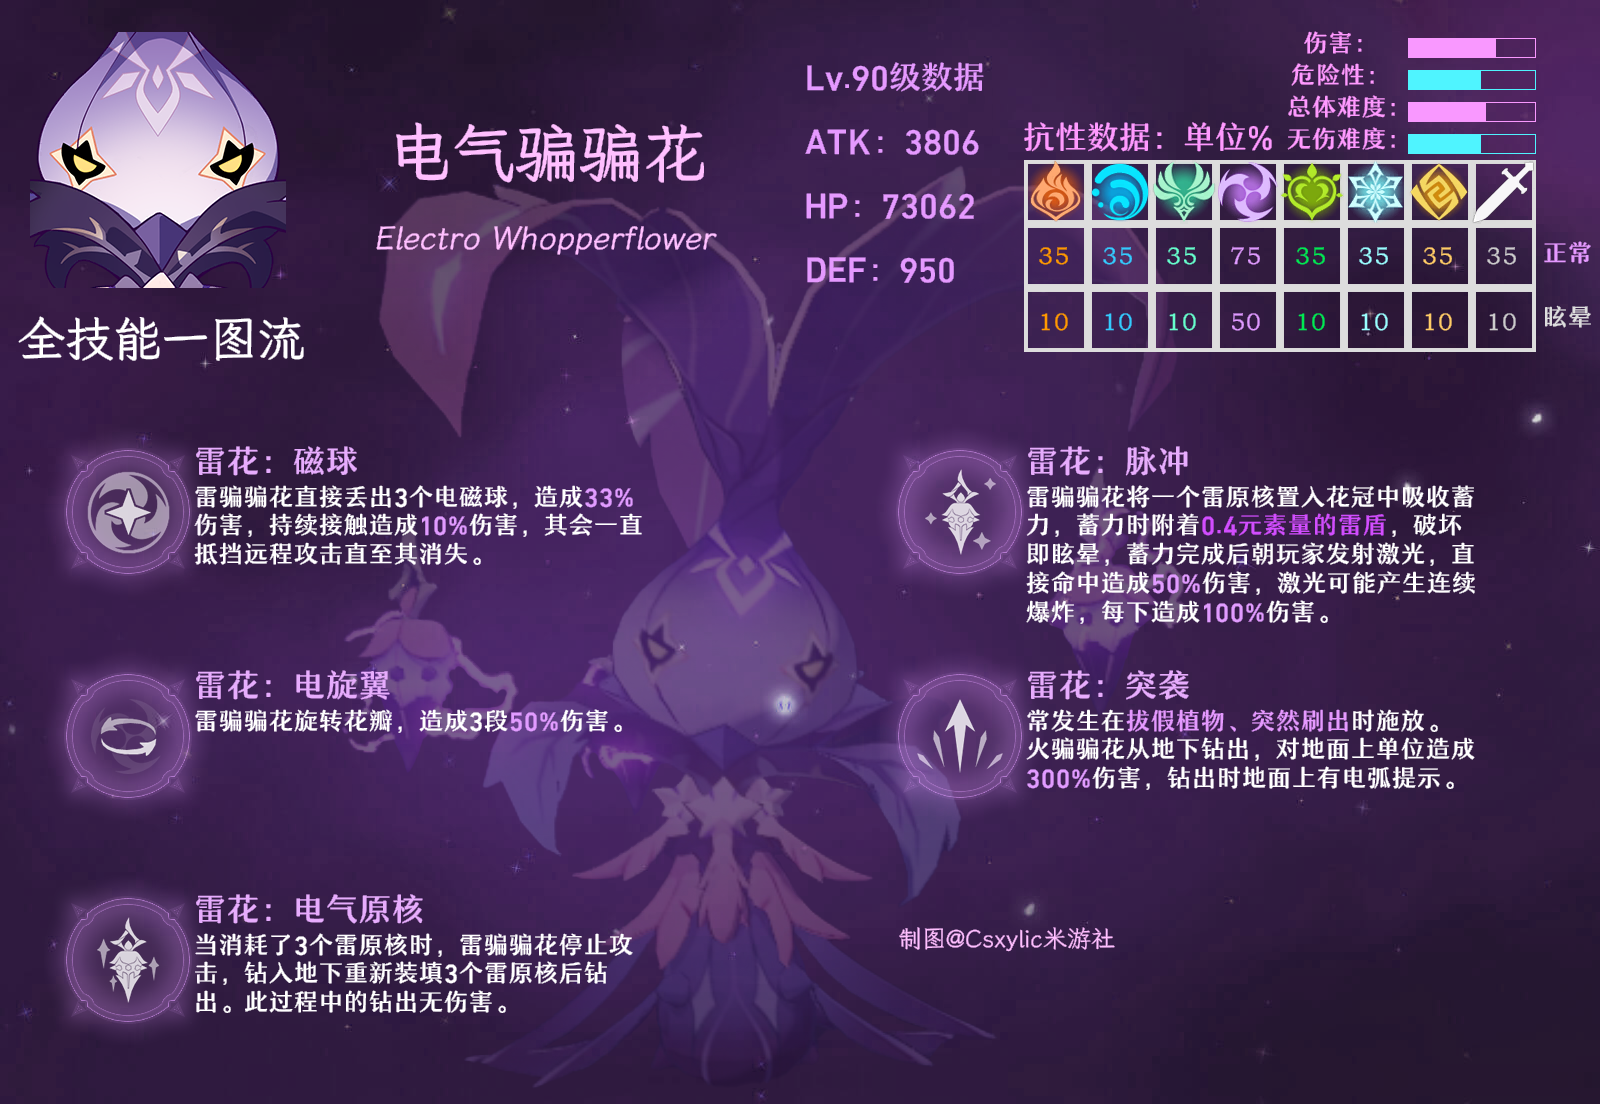 电气骗骗花
Electro Whopperflower
全技能一图流
Lv.90级数据
ATK：3806
HP：73062
DEF：950
伤害：
危险性：
总体难度：
无伤难度：
抗性数据：单位%
35 35 35 75 35 35 35 35 正常
10 10 10 50 10 10 10 10 眩晕
雷花：磁球
雷骗骗花直接丢出3个电磁球，造成33%
伤害，持续接触造成10%伤害，其会一直
抵挡远程攻击直至其消失。
雷花：电旋翼
雷骗骗花旋转花瓣，造成3段50%伤害。
雷花：电气原核
当消耗了3个雷原核时，雷骗骗花停止攻
击，钻入地下重新装填3个雷原核后钻
出。此过程中的钻出无伤害。
雷花：脉冲
雷骗骗花将一个雷原核置入花冠中吸收蓄
力，蓄力时附着0.4元素量的雷盾，破坏
即眩晕，蓄力完成后朝玩家发射激光，直
接命中造成50%伤害，激光可能产生连续
爆炸，每下造成100%伤害。
雷花：突袭
常发生在拔假植物、突然刷出时施放。
火骗骗花从地下钻出，对地面上单位造成
300%伤害，钻出时地面上有电弧提示。
制图@Csxylic米游社